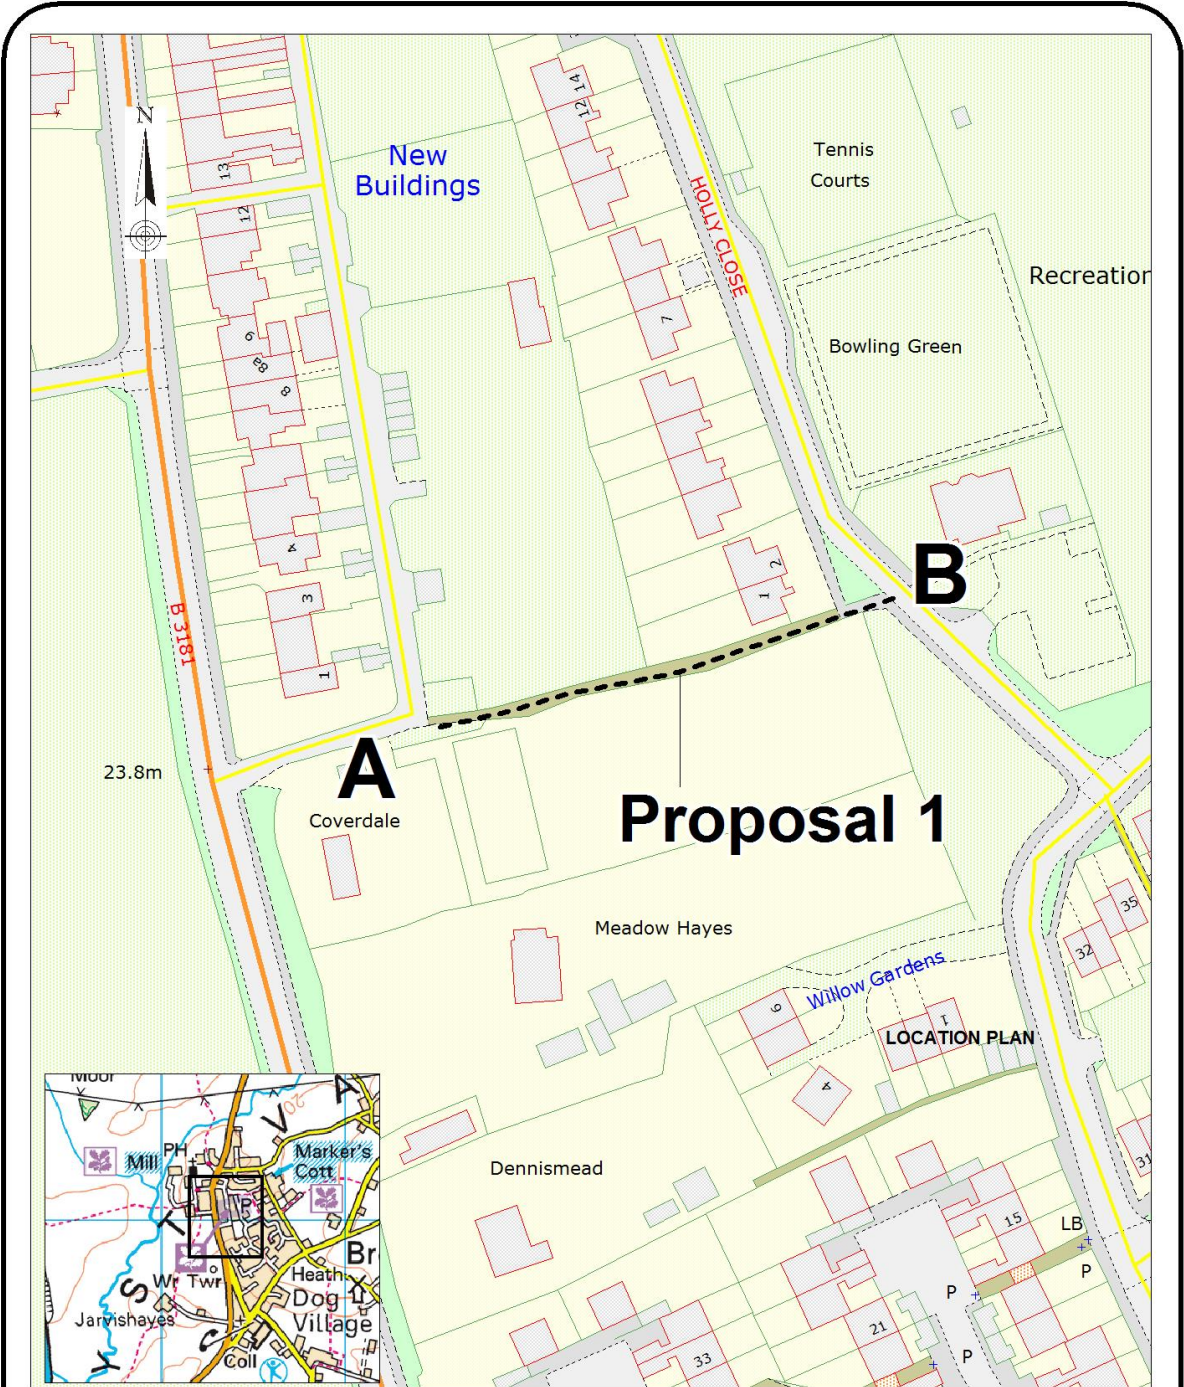 N
13
12
12 14
New
Buildings
Tennis
Courts
HOLLY CLOSE
Recreation
7
Bowling Green
9
8a
8
4
3
1
2
1
B 3181
B
A
23.8m
Coverdale
Proposal 1
Meadow Hayes
Willow Gardens
6
1
4
LOCATION PLAN
35
32
31
Dennismead
15
LB
P
P
P
21
33
Moor
PH
Mill
Marker's
Cott
V
A
P
T
S
Y
C
Wr Twr
Jarvishayes
Heath
Dog
Village
Br
Coll
20